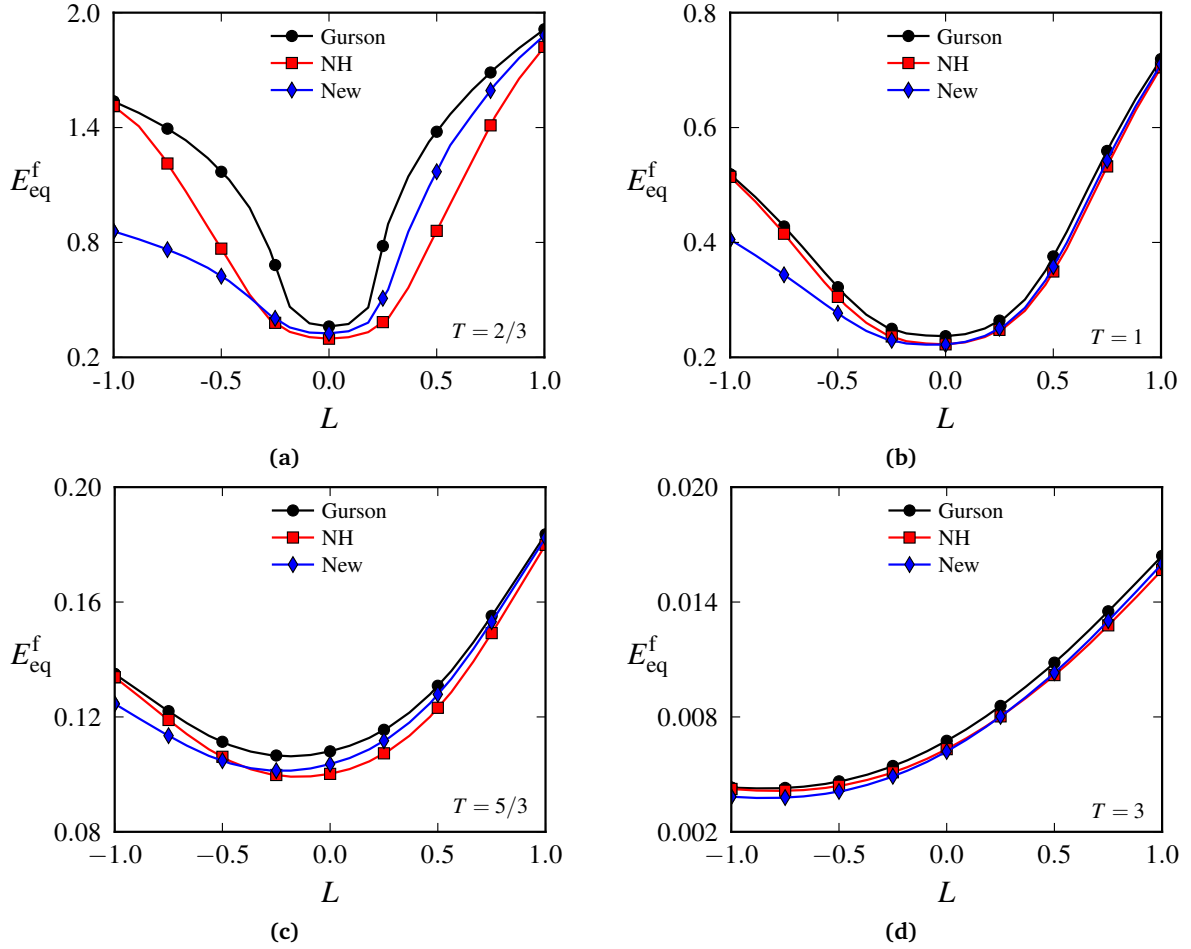 2.0
1.4
0.8
0.2
E_eq^f
Gurson
NH
New
T = 2/3
-1.0 -0.5 0.0 0.5 1.0
L
(a)
0.8
0.6
0.4
0.2
E_eq^f
Gurson
NH
New
T = 1
-1.0 -0.5 0.0 0.5 1.0
L
(b)
0.20
0.16
0.12
0.08
E_eq^f
Gurson
NH
New
T = 5/3
−1.0 −0.5 0.0 0.5 1.0
L
(c)
0.020
0.014
0.008
0.002
E_eq^f
Gurson
NH
New
T = 3
−1.0 −0.5 0.0 0.5 1.0
L
(d)